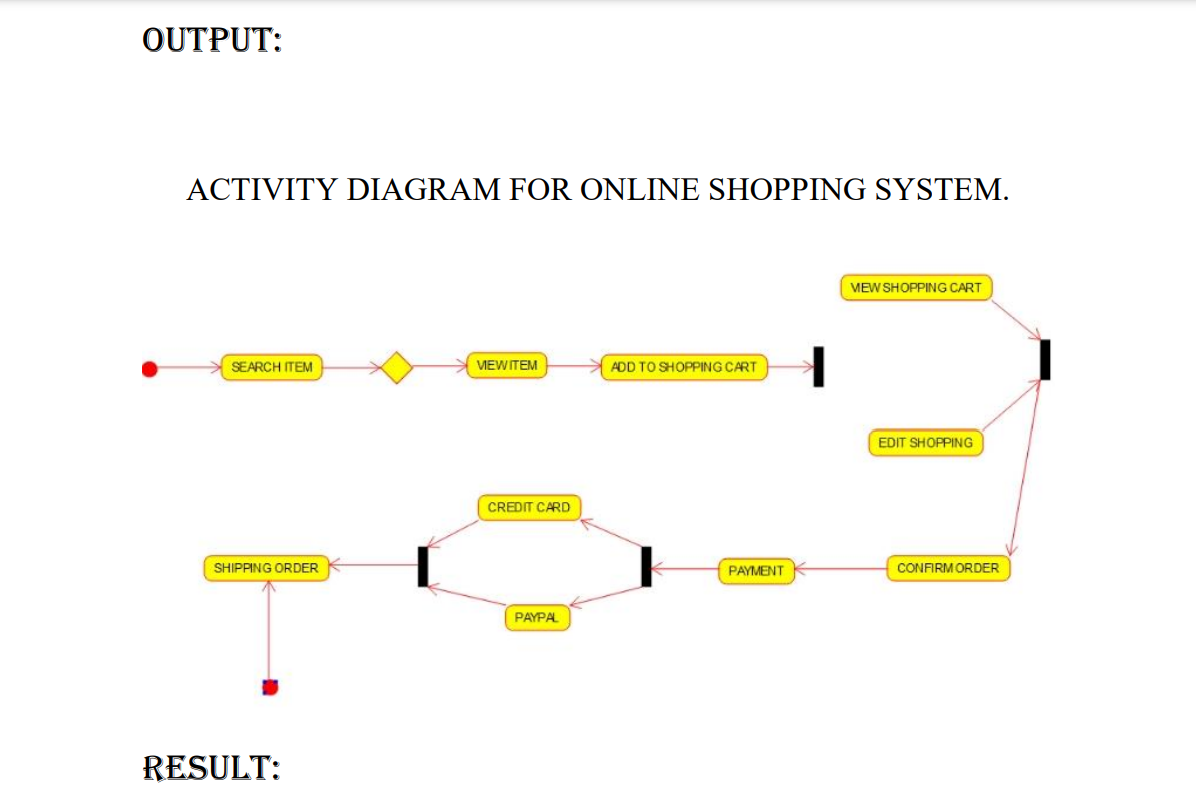 OUTPUT:
ACTIVITY DIAGRAM FOR ONLINE SHOPPING SYSTEM.
VIEW SHOPPING CART
SEARCH ITEM
VIEW ITEM
ADD TO SHOPPING CART
EDIT SHOPPING
CREDIT CARD
SHIPPING ORDER
PAYMENT
CONFIRM ORDER
PAYPAL
RESULT: